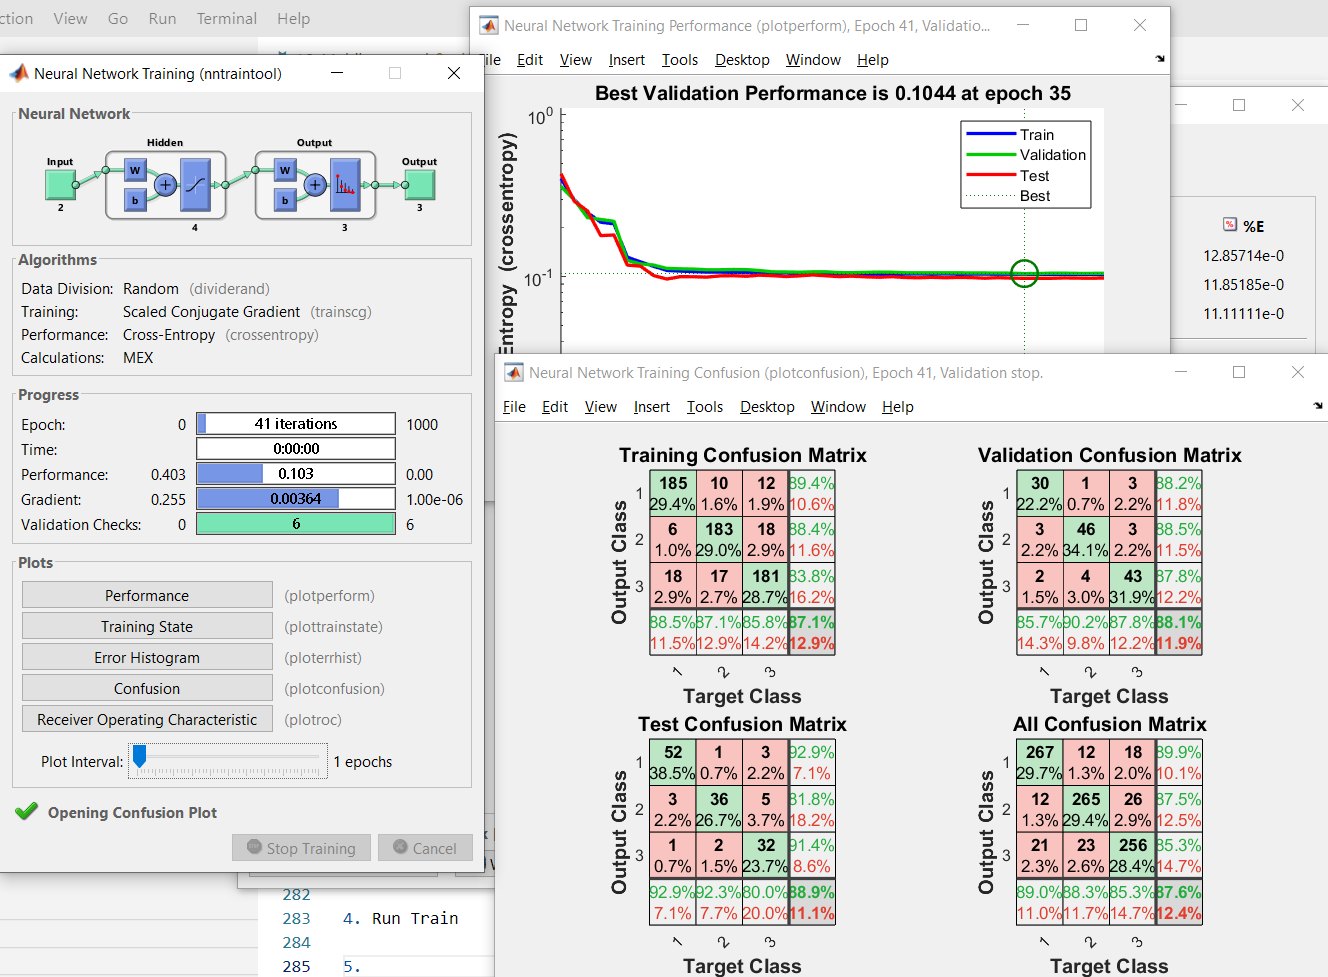 ction View Go Run Terminal Help
Neural Network Training (nntraintool)
Neural Network
Hidden Output
Input Output
W W
b b
2 3
4 3
Algorithms
Data Division: Random (dividerand)
Training: Scaled Conjugate Gradient (trainscg)
Performance: Cross-Entropy (crossentropy)
Calculations: MEX
Progress
Epoch: 0 41 iterations 1000
Time: 0:00:00
Performance: 0.403 0.103 0.00
Gradient: 0.255 0.00364 1.00e-06
Validation Checks: 0 6 6
Plots
Performance (plotperform)
Training State (plottrainstate)
Error Histogram (ploterrhist)
Confusion (plotconfusion)
Receiver Operating Characteristic (plotroc)
Plot Interval: 1 epochs
Opening Confusion Plot
Stop Training Cancel
282
283 4. Run Train
284
285 5.
Neural Network Training Performance (plotperform), Epoch 41, Validatio...
ile Edit View Insert Tools Desktop Window Help
Best Validation Performance is 0.1044 at epoch 35
10^0
10^-1
Entropy (crossentropy)
Train
Validation
Test
Best
%E
12.85714e-0
11.85185e-0
11.11111e-0
Neural Network Training Confusion (plotconfusion), Epoch 41, Validation stop.
File Edit View Insert Tools Desktop Window Help
Training Confusion Matrix
1 185 10 12 89.4%
29.4% 1.6% 1.9% 10.6%
2 6 183 18 88.4%
1.0% 29.0% 2.9% 11.6%
3 18 17 181 83.8%
2.9% 2.7% 28.7% 16.2%
88.5% 87.1% 85.8% 87.1%
11.5% 12.9% 14.2% 12.9%
1 2 3
Output Class
Target Class
Validation Confusion Matrix
1 30 1 3 88.2%
22.2% 0.7% 2.2% 11.8%
2 3 46 3 88.5%
2.2% 34.1% 2.2% 11.5%
3 2 4 43 87.8%
1.5% 3.0% 31.9% 12.2%
85.7% 90.2% 87.8% 88.1%
14.3% 9.8% 12.2% 11.9%
1 2 3
Output Class
Target Class
Test Confusion Matrix
1 52 1 3 92.9%
38.5% 0.7% 2.2% 7.1%
2 3 36 5 81.8%
2.2% 26.7% 3.7% 18.2%
3 1 2 32 91.4%
0.7% 1.5% 23.7% 8.6%
92.9% 92.3% 80.0% 88.9%
7.1% 7.7% 20.0% 11.1%
1 2 3
Output Class
Target Class
All Confusion Matrix
1 267 12 18 89.9%
29.7% 1.3% 2.0% 10.1%
2 12 265 26 87.5%
1.3% 29.4% 2.9% 12.5%
3 21 23 256 85.3%
2.3% 2.6% 28.4% 14.7%
89.0% 88.3% 85.3% 87.6%
11.0% 11.7% 14.7% 12.4%
1 2 3
Output Class
Target Class